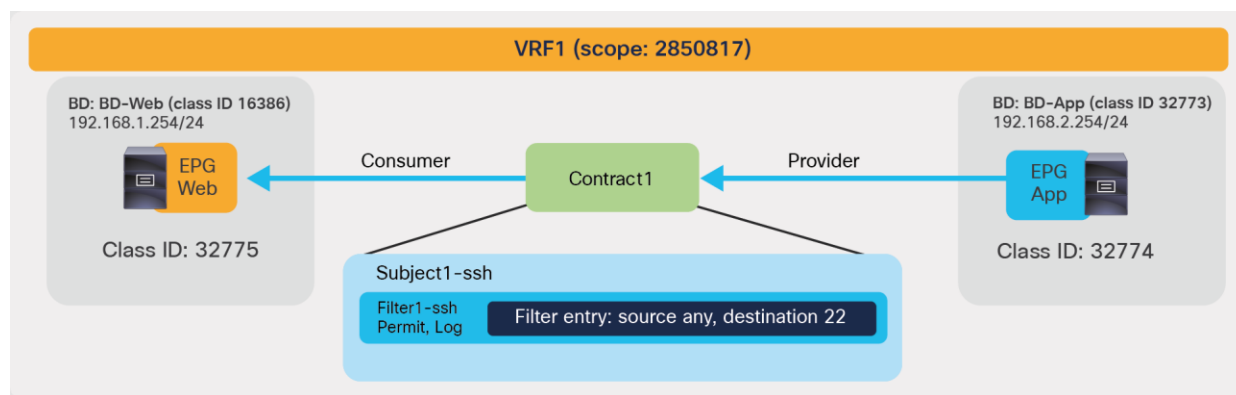 VRF1 (scope: 2850817)
BD: BD-Web (class ID 16386)
192.168.1.254/24
EPG
Web
Class ID: 32775
Consumer
Contract1
Provider
BD: BD-App (class ID 32773)
192.168.2.254/24
EPG
App
Class ID: 32774
Subject1-ssh
Filter1-ssh
Permit, Log
Filter entry: source any, destination 22